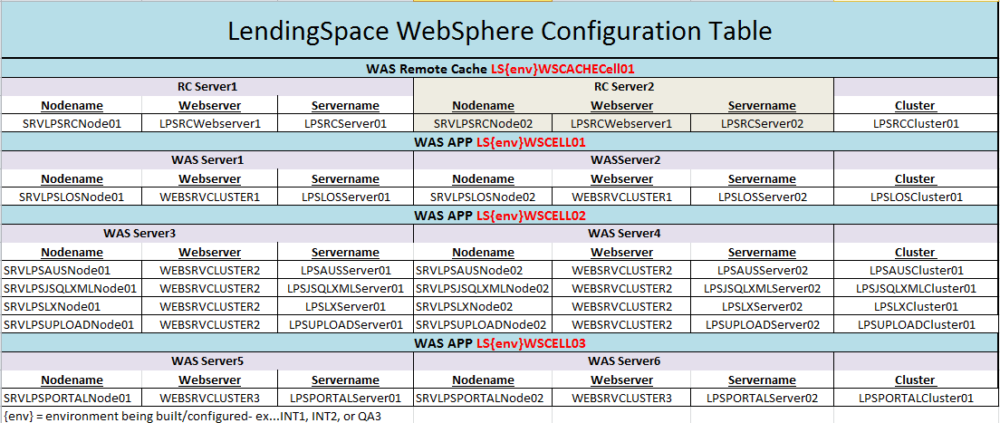 LendingSpace WebSphere Configuration Table
WAS Remote Cache LS{env}WSCACHECell01
RC Server1 RC Server2
Nodename Webserver Servername Nodename Webserver Servername Cluster
SRVLPSRCNode01 LPSRCWebserver1 LPSRCServer01 SRVLPSRCNode02 LPSRCWebserver1 LPSRCServer02 LPSRCCluster01
WAS APP LS{env}WSCELL01
WAS Server1 WASServer2
Nodename Webserver Servername Nodename Webserver Servername Cluster
SRVLPSLOSNode01 WEBSRVCLUSTER1 LPSLOSServer01 SRVLPSLOSNode02 WEBSRVCLUSTER1 LPSLOSServer02 LPSLOSCluster01
WAS APP LS{env}WSCELL02
WAS Server3 WAS Server4
Nodename Webserver Servername Nodename Webserver Servername Cluster
SRVLPSAUSNode01 WEBSRVCLUSTER2 LPSAUSServer01 SRVLPSAUSNode02 WEBSRVCLUSTER2 LPSAUSServer02 LPSAUSCluster01
SRVLPSJSQLXMLNode01 WEBSRVCLUSTER2 LPSJSQLXMLServer01 SRVLPSJSQLXMLNode02 WEBSRVCLUSTER2 LPSJSQLXMLServer02 LPSJSQLXMLCluster01
SRVLPSLXNode01 WEBSRVCLUSTER2 LPSLXServer01 SRVLPSLXNode02 WEBSRVCLUSTER2 LPSLXServer02 LPSLXCluster01
SRVLPSUPLOADNode01 WEBSRVCLUSTER2 LPSUPLOADServer01 SRVLPSUPLOADNode02 WEBSRVCLUSTER2 LPSUPLOADServer02 LPSUPLOADCluster01
WAS APP LS{env}WSCELL03
WAS Server5 WAS Server6
Nodename Webserver Servername Nodename Webserver Servername Cluster
SRVLPSPORTALNode01 WEBSRVCLUSTER3 LPSPORTALServer01 SRVLPSPORTALNode02 WEBSRVCLUSTER3 LPSPORTALServer02 LPSPORTALCluster01
{env} = environment being built/configured- ex...INT1, INT2, or QA3